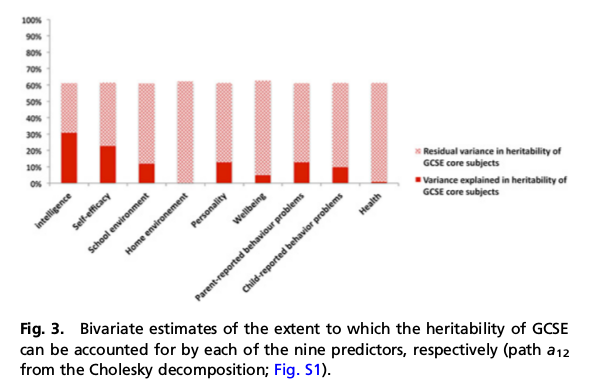 100%
90%
80%
70%
60%
50%
40%
30%
20%
10%
0%
Intelligence
Self-efficacy
School environment
Home environement
Personality
Wellbeing
Parent-reported behaviour problems
Child-reported behavior problems
Health
Residual variance in heritability of
GCSE core subjects
Variance explained in heritability of
GCSE core subjects
Fig. 3. Bivariate estimates of the extent to which the heritability of GCSE
can be accounted for by each of the nine predictors, respectively (path a12
from the Cholesky decomposition; Fig. S1).